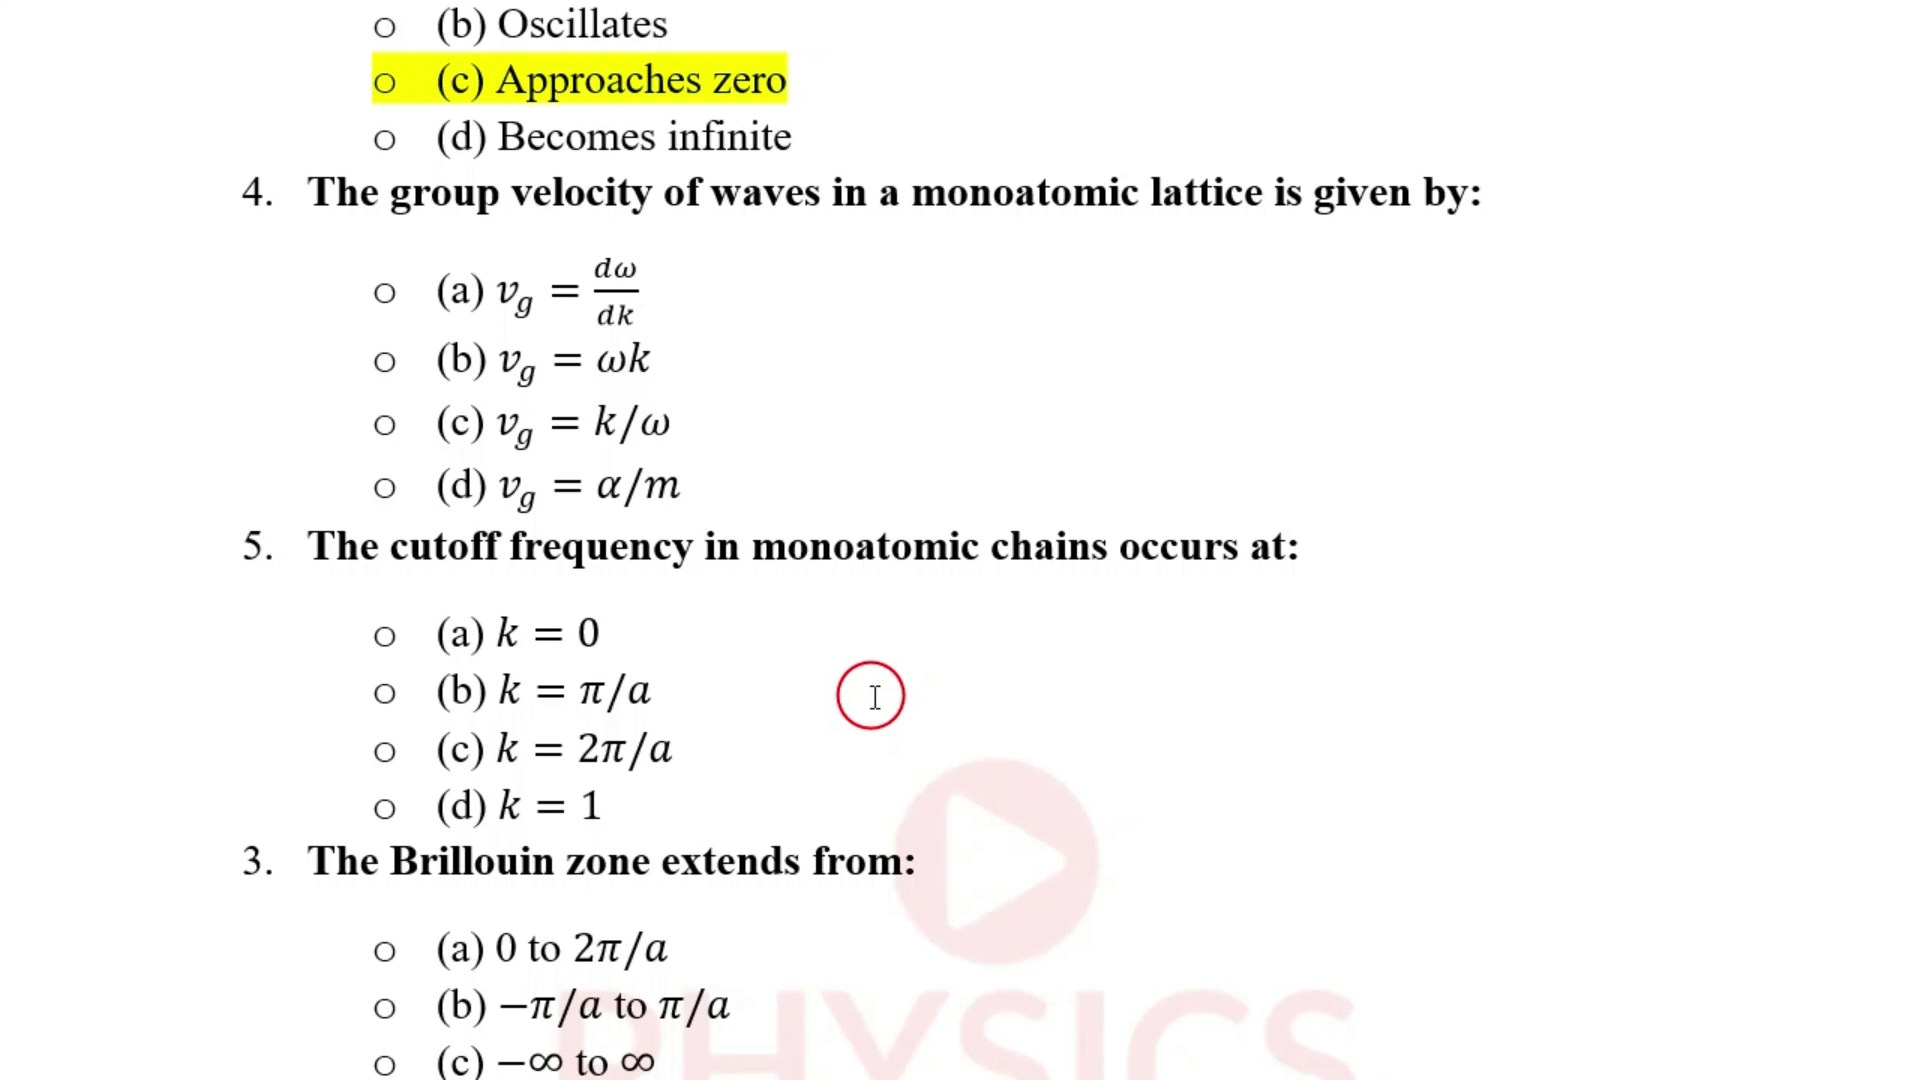 o (b) Oscillates
o (c) Approaches zero
o (d) Becomes infinite
4. The group velocity of waves in a monoatomic lattice is given by:
o (a) v_g = dω/dk
o (b) v_g = ωk
o (c) v_g = k/ω
o (d) v_g = α/m
5. The cutoff frequency in monoatomic chains occurs at:
o (a) k = 0
o (b) k = π/a
o (c) k = 2π/a
o (d) k = 1
3. The Brillouin zone extends from:
o (a) 0 to 2π/a
o (b) −π/a to π/a
o (c) −∞ to ∞
PHYSICS